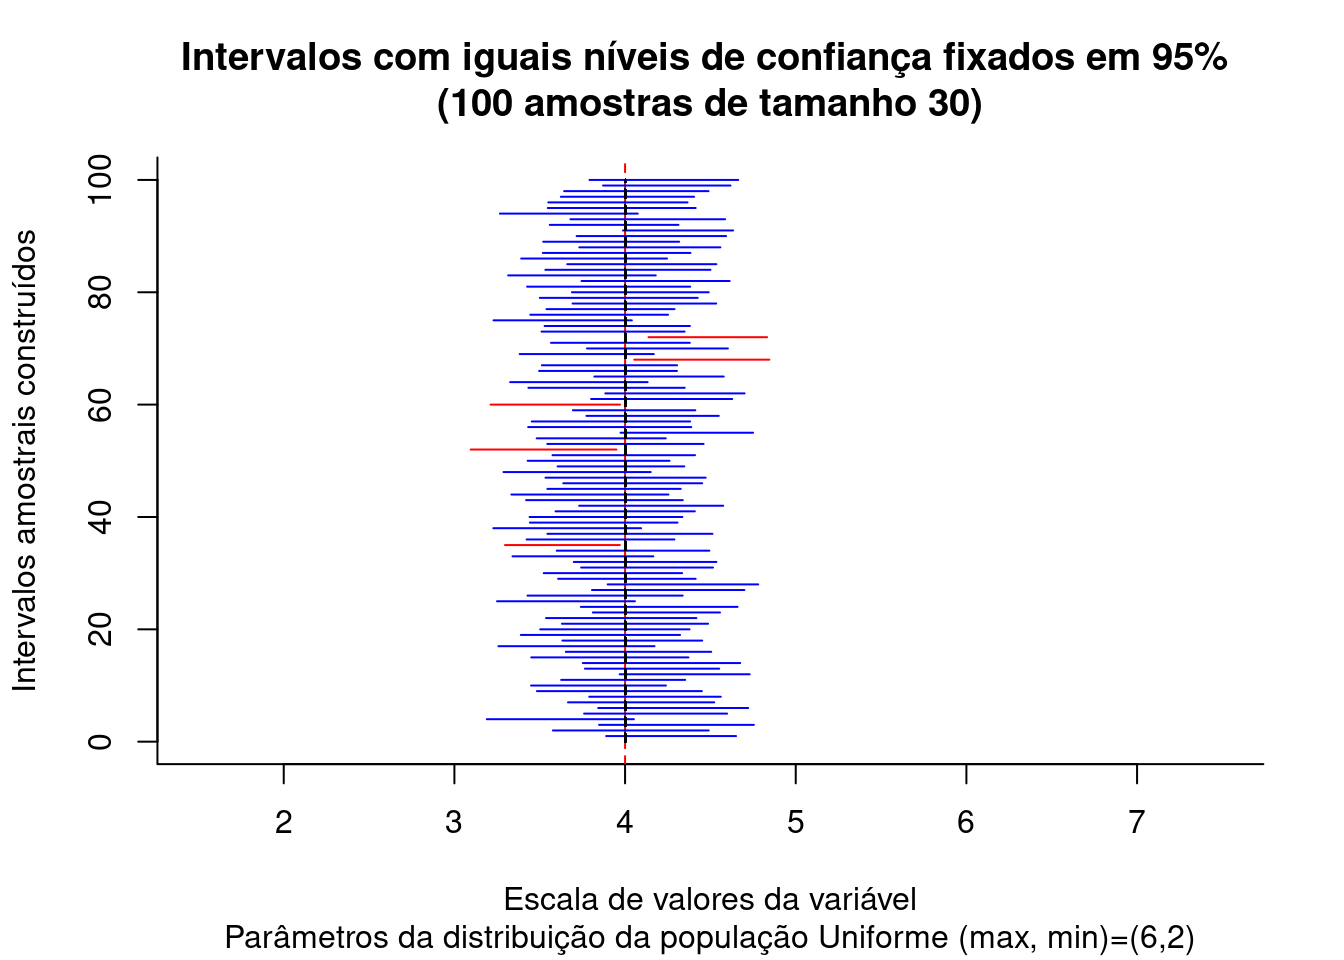 Intervalos com iguais níveis de confiança fixados em 95%
(100 amostras de tamanho 30)
Intervalos amostrais construídos
100
80
60
40
20
0
2 3 4 5 6 7
Escala de valores da variável
Parâmetros da distribuição da população Uniforme (max, min)=(6,2)